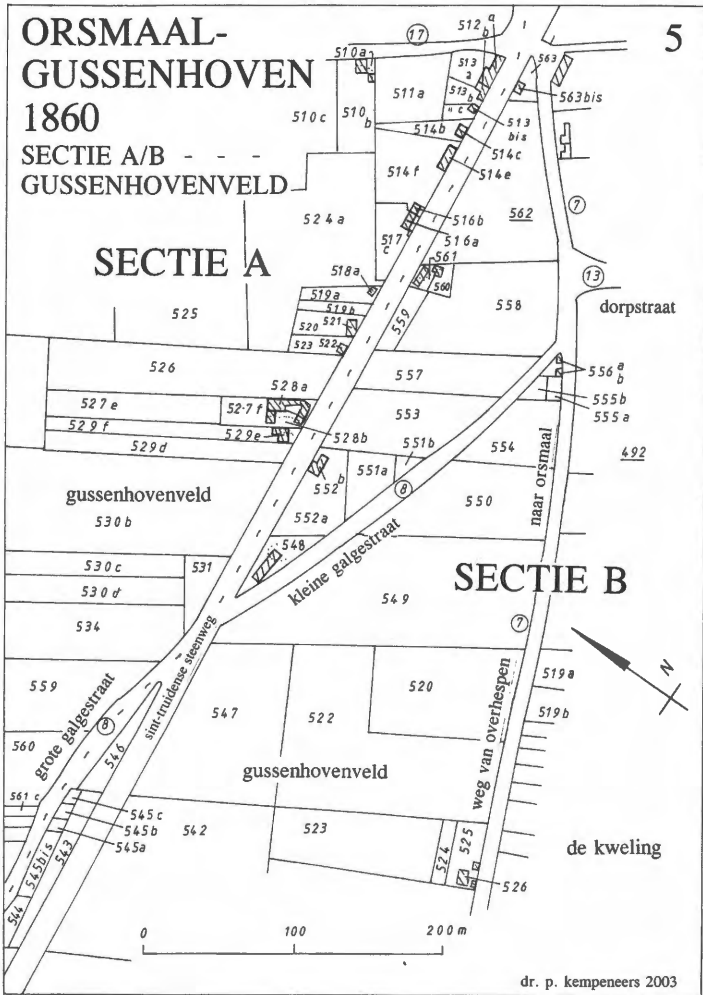 ORSMAAL-
GUSSENHOVEN
1860
SECTIE A/B - - -
GUSSENHOVENVELD
5
17
512
a
b
510a
563
563bis
513
a
513
b
" c
513
bis
511a
510c
510
b
514b
514c
514e
514f
7
516b
516a
562
517
c
524a
SECTIE A
561
560
13
518a
519a
519b
dorpstraat
558
559
525
520
521
523
522
526
557
556
a
b
555b
555a
528a
527e
527f
553
529f
529e
528b
551b
554
529d
492
551a
552
b
8
gussenhovenveld
550
naar orsmaal
530b
552a
548
kleine galgestraat
530c
531
SECTIE B
530d
549
534
7
sint-truidense steenweg
N
559
520
519a
519b
547
522
grote galgestraat
8
546
560
weg van overhespen
gussenhovenveld
561c
545c
545b
545a
542
523
524
525
de kweling
543
545bis
526
544
0
100
200m
dr. p. kempeneers 2003